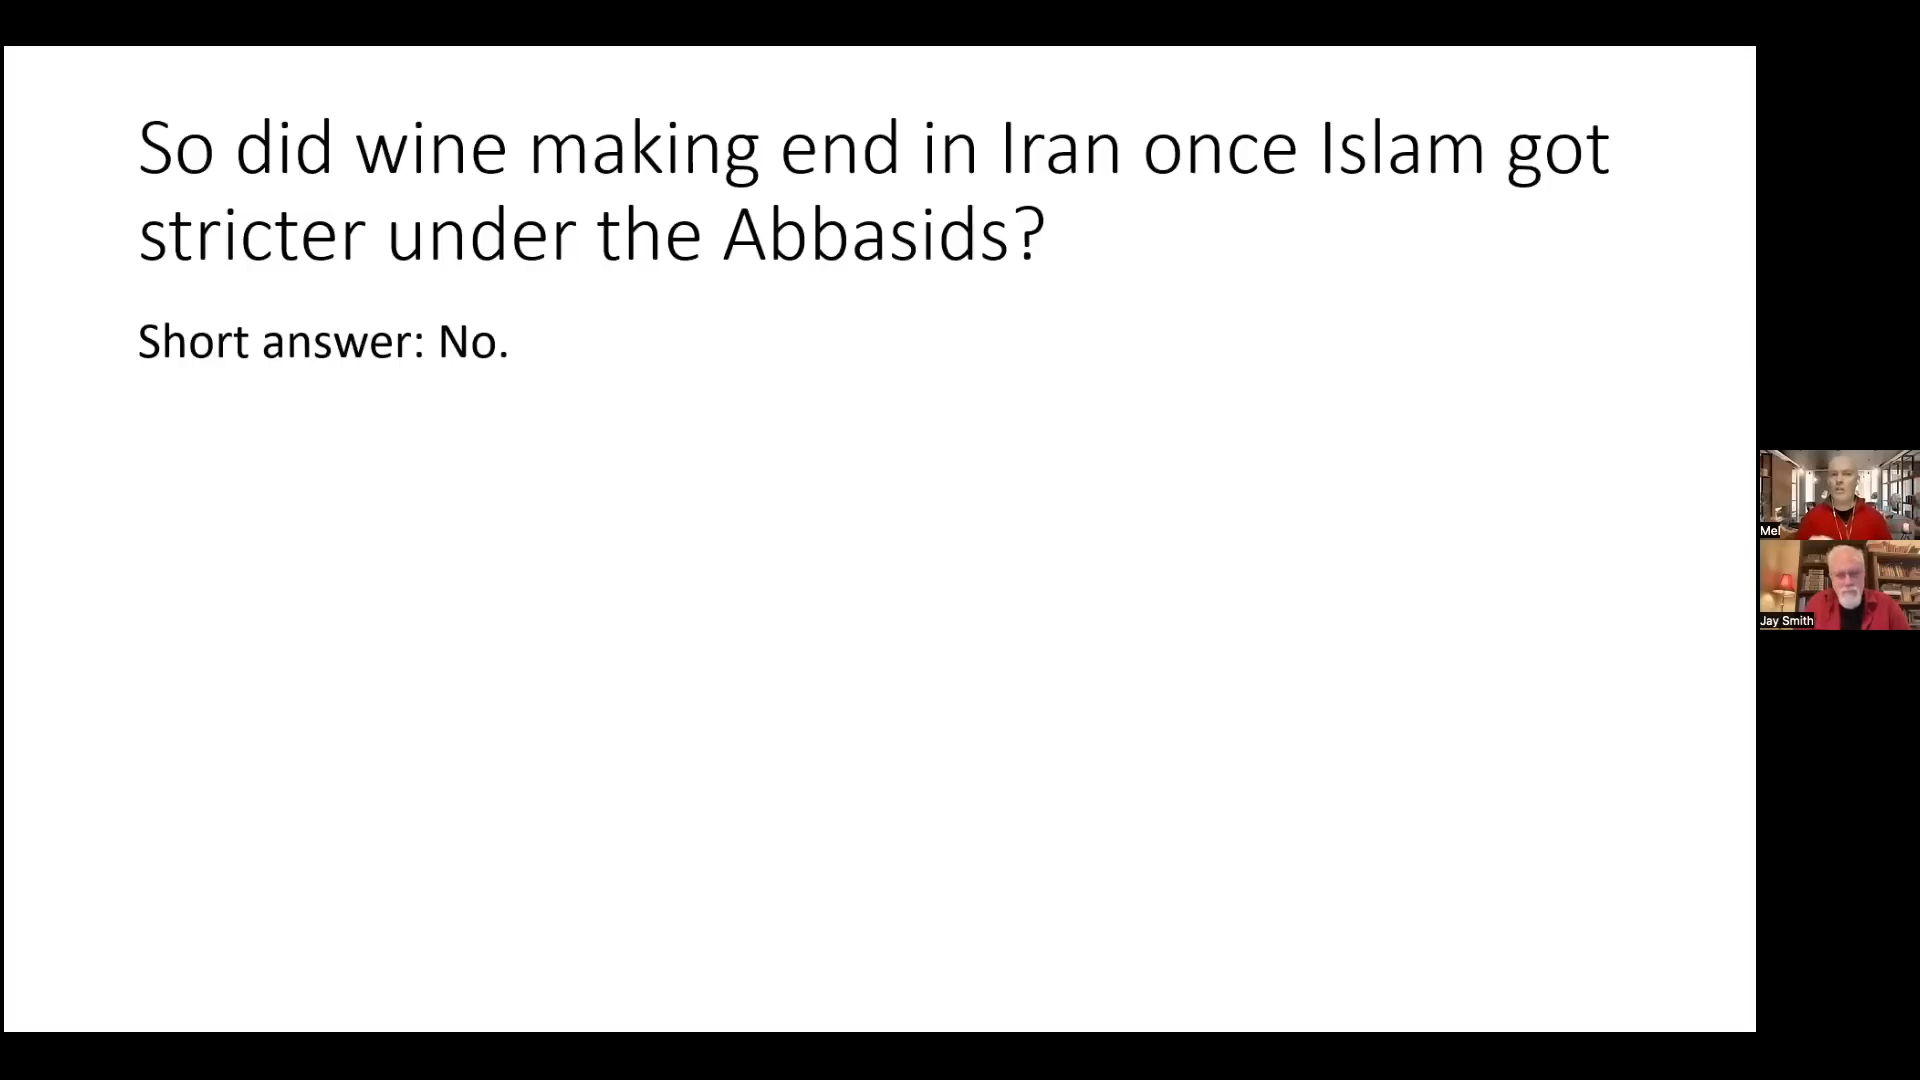 So did wine making end in Iran once Islam got
stricter under the Abbasids?
Short answer: No.
Mel
Jay Smith